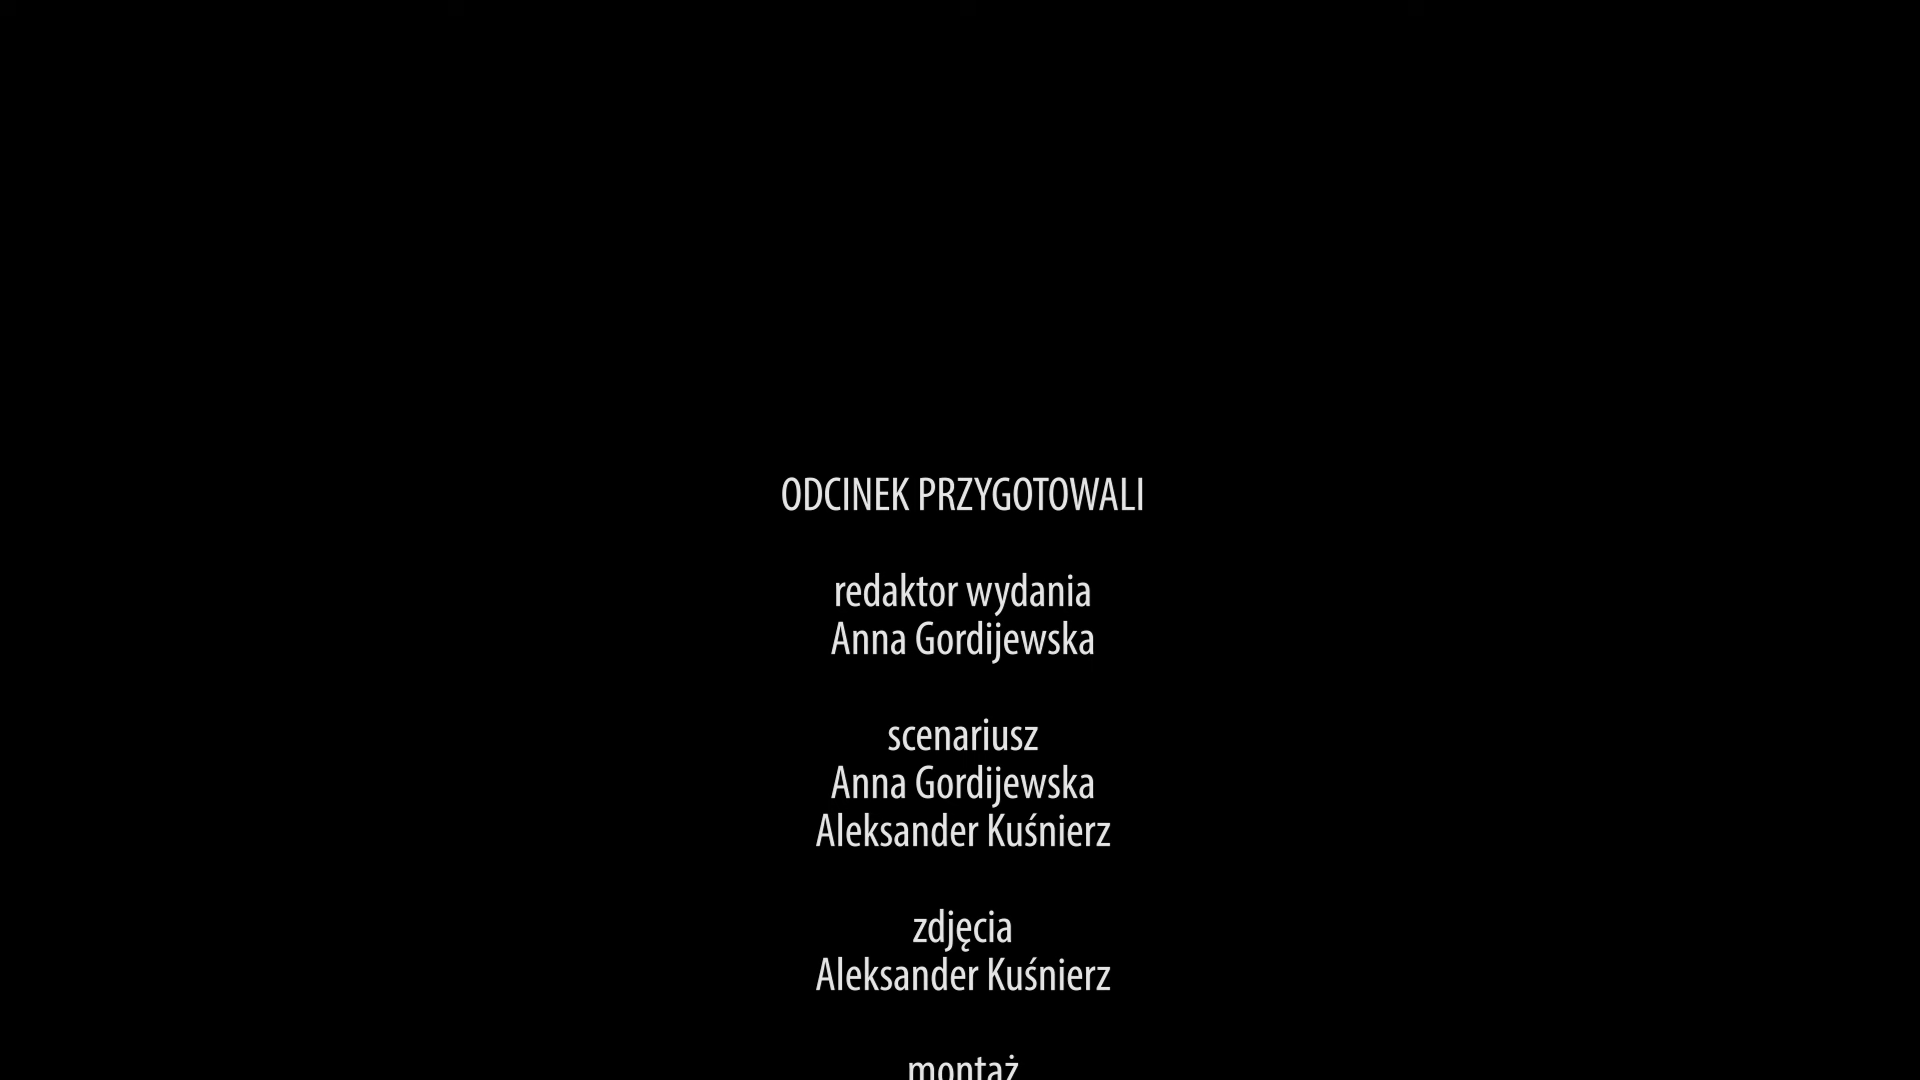 ODCINEK PRZYGOTOWALI
redaktor wydania
Anna Gordijewska
scenariusz
Anna Gordijewska
Aleksander Kuśnierz
zdjęcia
Aleksander Kuśnierz
montaż